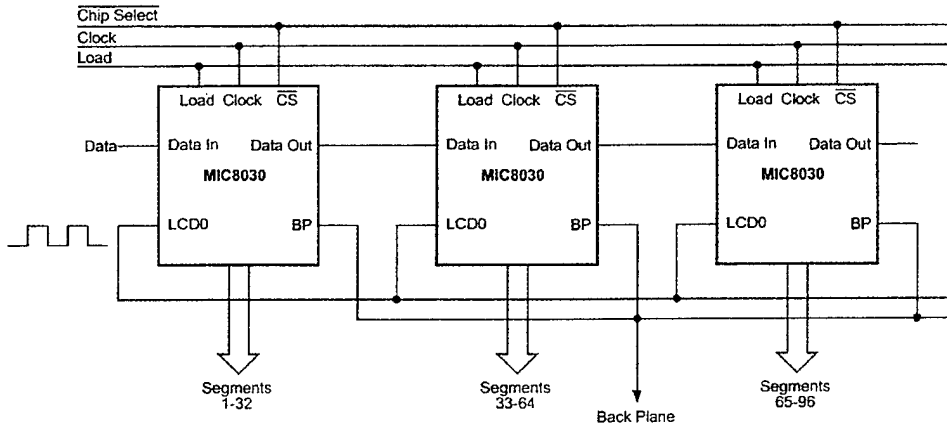 Chip Select
Clock
Load
Load Clock CS
Load Clock CS
Load Clock CS
Data
Data In Data Out
Data In Data Out
Data In Data Out
MIC8030
MIC8030
MIC8030
LCD0 BP
LCD0 BP
LCD0 BP
Segments
1-32
Segments
33-64
Segments
65-96
Back Plane